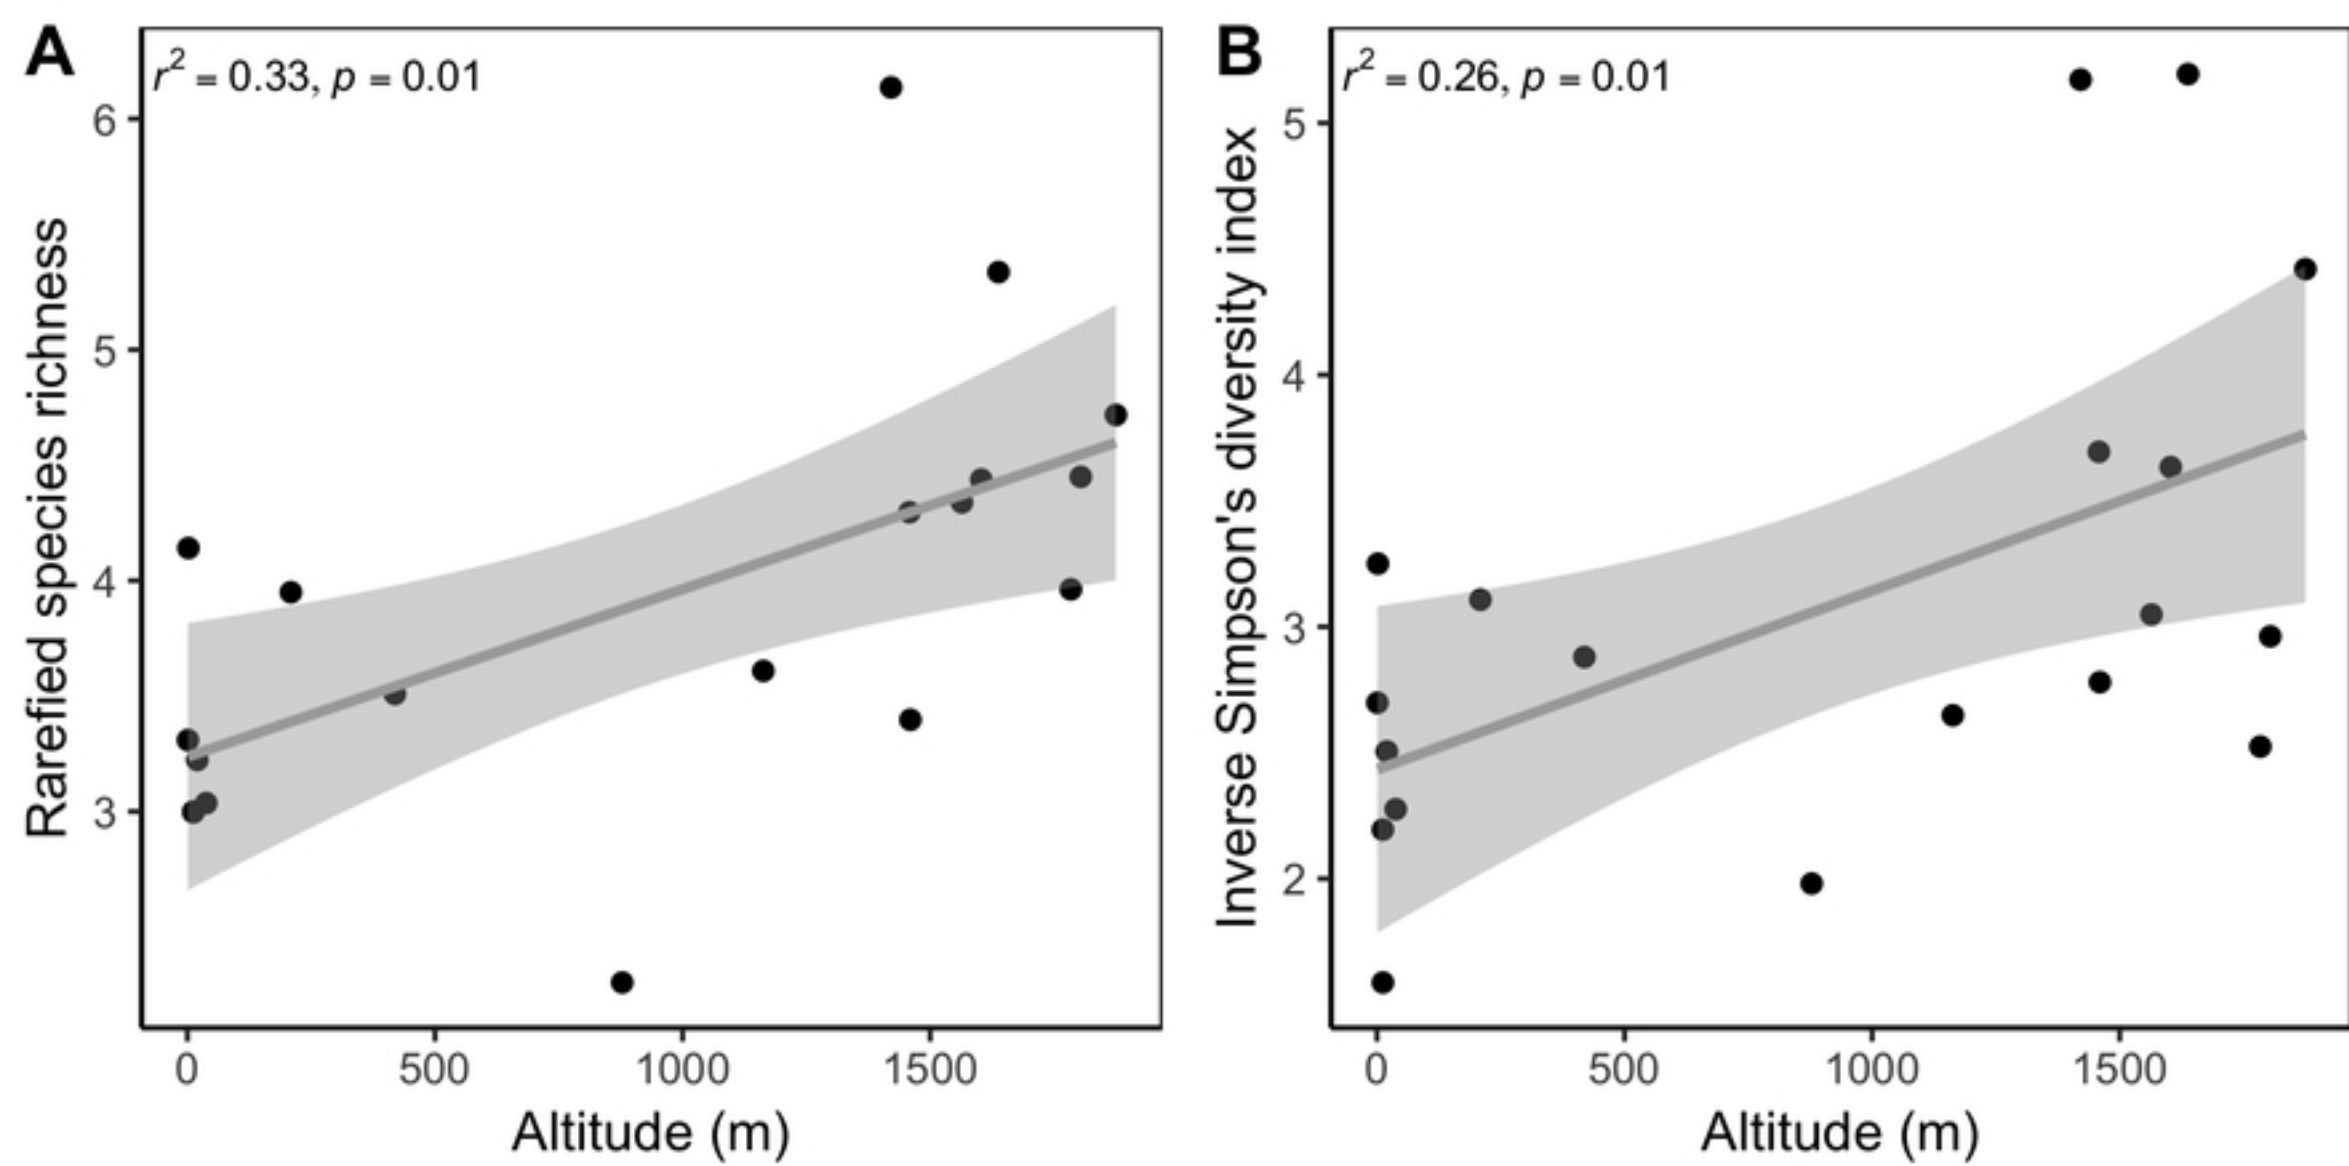 A
r² = 0.33, p = 0.01
Rarefied species richness
6
5
4
3
0 500 1000 1500
Altitude (m)
B
r² = 0.26, p = 0.01
Inverse Simpson's diversity index
5
4
3
2
0 500 1000 1500
Altitude (m)